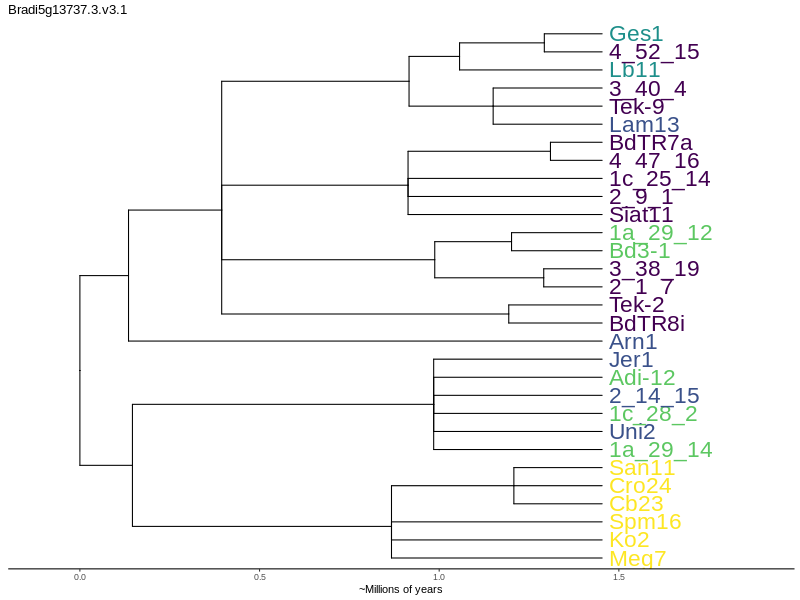 Bradi5g13737.3.v3.1
Ges1
4_52_15
Lb11
3_40_4
Tek-9
Lam13
BdTR7a
4_47_16
1c_25_14
2_9_1
Siat11
1a_29_12
Bd3-1
3_38_19
2_1_7
Tek-2
BdTR8i
Arn1
Jer1
Adi-12
2_14_15
1c_28_2
Uni2
1a_29_14
San11
Cro24
Cb23
Spm16
Ko2
Meg7
0.0 0.5 1.0 1.5
~Millions of years